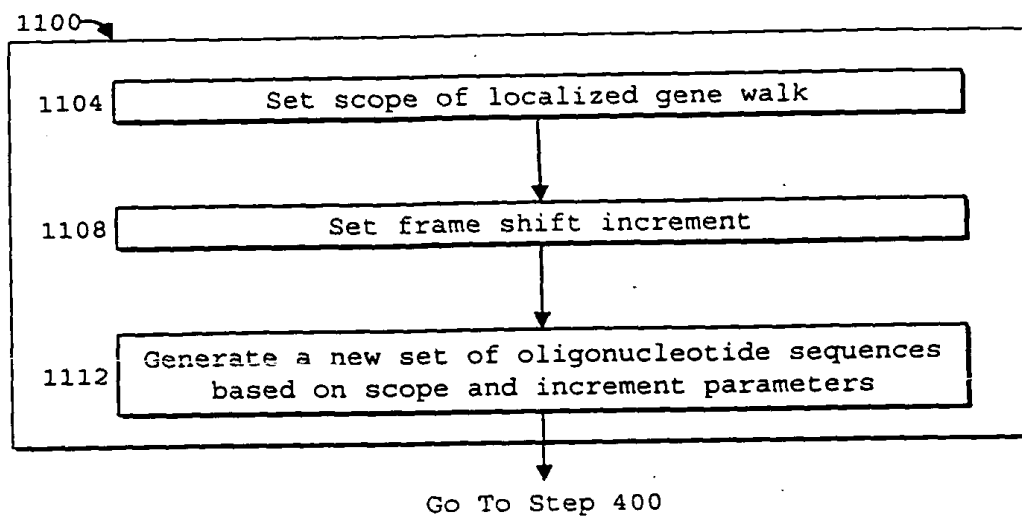 1100
1104 Set scope of localized gene walk
1108 Set frame shift increment
1112 Generate a new set of oligonucleotide sequences
based on scope and increment parameters
Go To Step 400